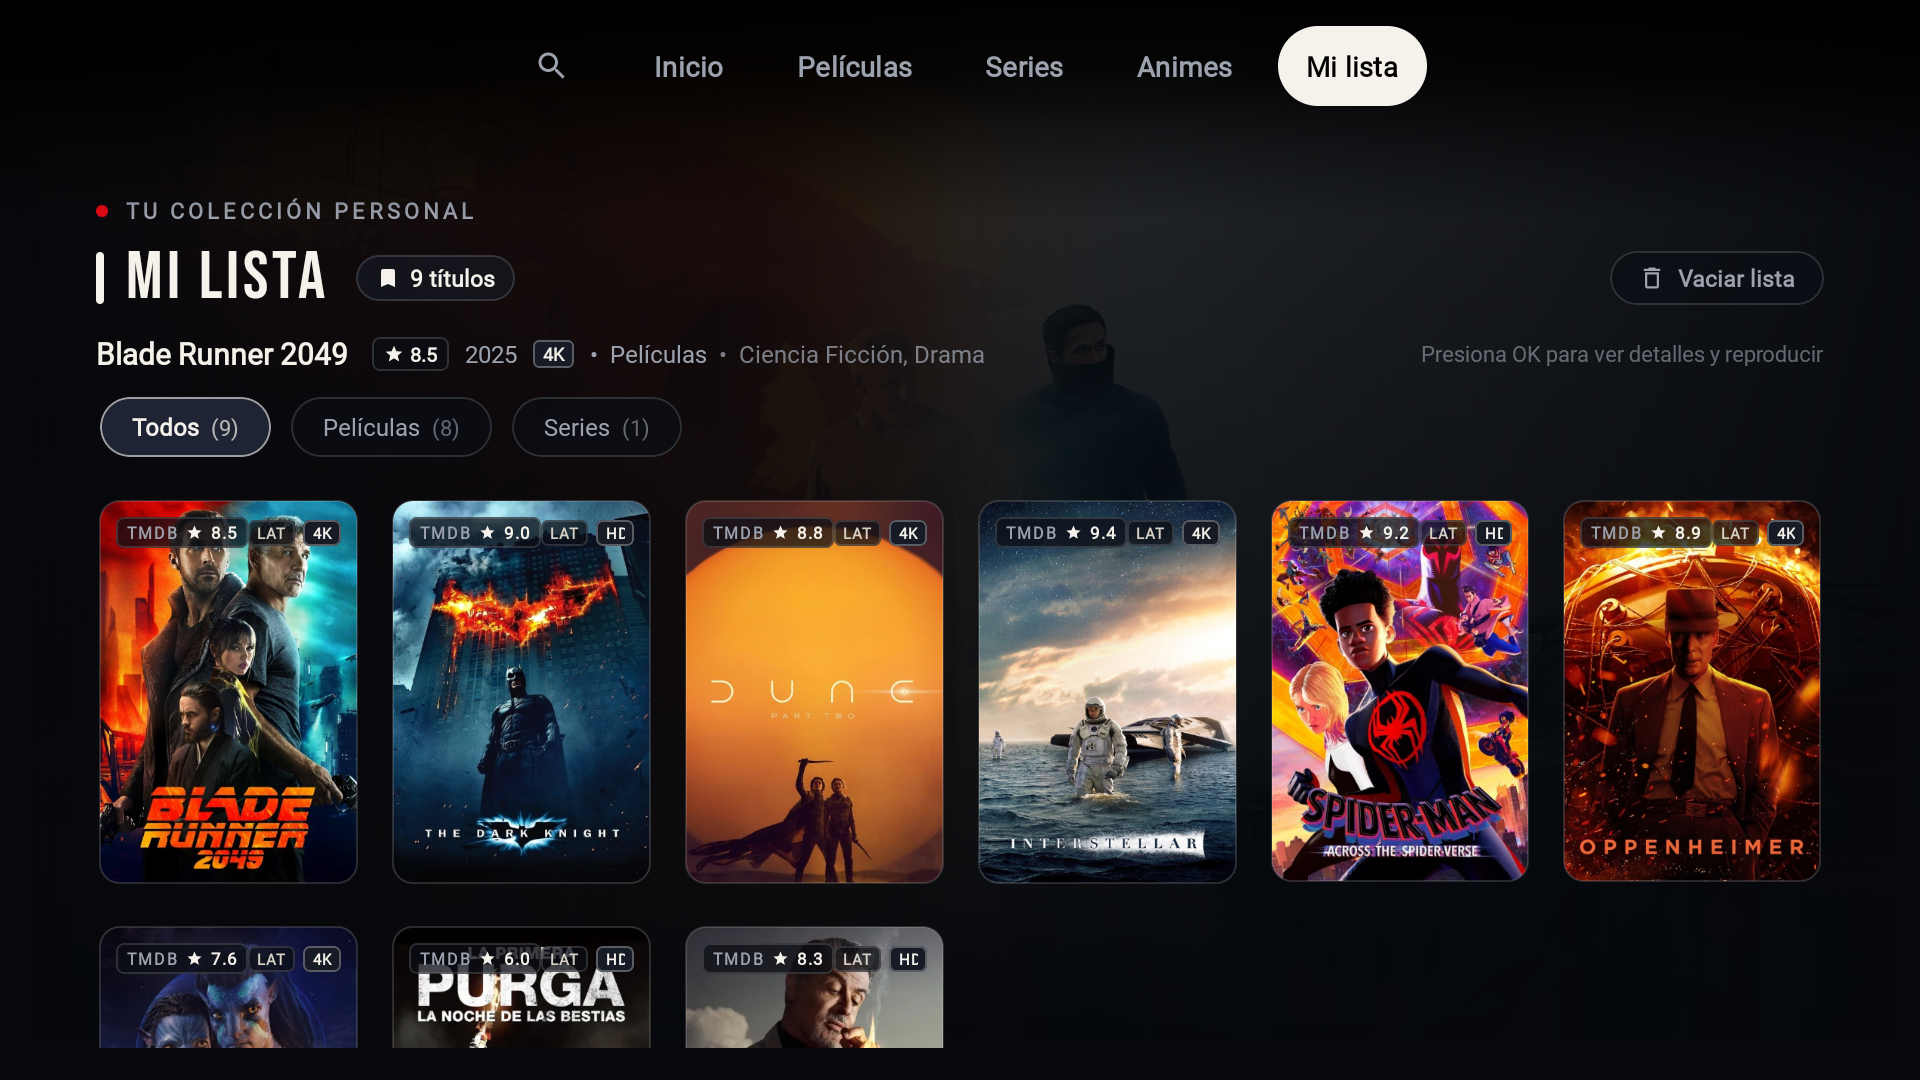 Inicio Películas Series Animes Mi lista
TU COLECCIÓN PERSONAL
MI LISTA 9 títulos Vaciar lista
Blade Runner 2049 ★ 8.5 2025 4K • Películas • Ciencia Ficción, Drama Presiona OK para ver detalles y reproducir
Todos (9) Películas (8) Series (1)
TMDB ★ 8.5 LAT 4K
BLADE
RUNNER
2049
TMDB ★ 9.0 LAT HD
THE DARK KNIGHT
TMDB ★ 8.8 LAT 4K
DUNE
PART TWO
TMDB ★ 9.4 LAT 4K
INTERSTELLAR
TMDB ★ 9.2 LAT HD
SPIDER-MAN
ACROSS THE SPIDER-VERSE
TMDB ★ 8.9 LAT 4K
OPPENHEIMER
TMDB ★ 7.6 LAT 4K
TMDB ★ 6.0 LAT HD
LA PRIMERA
PURGA
LA NOCHE DE LAS BESTIAS
TMDB ★ 8.3 LAT HD